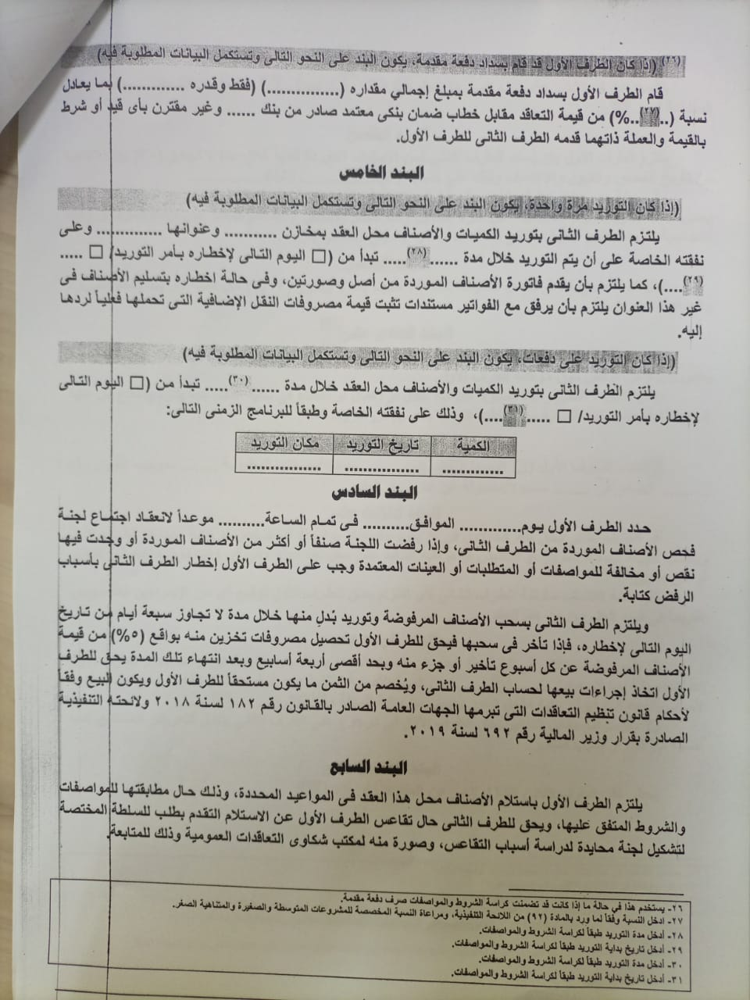 (٢٦) (إذا كان الطرف الأول قد قام بسداد دفعة مقدمة، يكون البند على النحو التالى وتستكمل البيانات المطلوبة فيه)
قام الطرف الأول بسداد دفعة مقدمة بمبلغ إجمالي مقداره (...............) (فقط وقدره .............) بما يعادل
نسبة (..(٢٧)..%) من قيمة التعاقد مقابل خطاب ضمان بنكى معتمد صادر من بنك ...... وغير مقترن بأى قيد أو شرط
بالقيمة والعملة ذاتهما قدمه الطرف الثانى للطرف الأول.
البند الخامس
(إذا كان التوريد مرة واحدة، يكون البند على النحو التالى وتستكمل البيانات المطلوبة فيه)
يلتزم الطرف الثانى بتوريد الكميات والأصناف محل العقد بمخازن ........... وعنوانها .............. وعلى
نفقته الخاصة على أن يتم التوريد خلال مدة ......(٢٨)..... تبدأ من (☐ اليوم التالى لإخطاره بأمر التوريد/ ☐ .....
(٢٩)....)، كما يلتزم بأن يقدم فاتورة الأصناف الموردة من أصل وصورتين، وفى حالة اخطاره بتسليم الأصناف فى
غير هذا العنوان يلتزم بأن يرفق مع الفواتير مستندات تثبت قيمة مصروفات النقل الإضافية التى تحملها فعلياً لردها
إليه.
(إذا كان التوريد على دفعات، يكون البند على النحو التالى وتستكمل البيانات المطلوبة فيه)
يلتزم الطرف الثانى بتوريد الكميات والأصناف محل العقد خلال مدة ......(٣٠)..... تبدأ من (☐ اليوم التالى
لإخطاره بأمر التوريد/ ☐ .....(٣١)....)، وذلك على نفقته الخاصة وطبقاً للبرنامج الزمنى التالى:
الكمية تاريخ التوريد مكان التوريد
............. ............... ...............
البند السادس
حدد الطرف الأول يوم............. الموافق.......... فى تمام الساعة.......... موعداً لانعقاد اجتماع لجنة
فحص الأصناف الموردة من الطرف الثانى، وإذا رفضت اللجنة صنفاً أو أكثر من الأصناف الموردة أو وجدت فيها
نقص أو مخالفة للمواصفات أو المتطلبات أو العينات المعتمدة وجب على الطرف الأول إخطار الطرف الثانى بأسباب
الرفض كتابة.
ويلتزم الطرف الثانى بسحب الأصناف المرفوضة وتوريد بُدلِ منها خلال مدة لا تجاوز سبعة أيام من تاريخ
اليوم التالى لإخطاره، فإذا تأخر فى سحبها فيحق للطرف الأول تحصيل مصروفات تخزين منه بواقع (٥%) من قيمة
الأصناف المرفوضة عن كل أسبوع تأخير أو جزء منه وبحد أقصى أربعة أسابيع وبعد انتهاء تلك المدة يحق للطرف
الأول اتخاذ إجراءات بيعها لحساب الطرف الثانى، ويُخصم من الثمن ما يكون مستحقاً للطرف الأول ويكون البيع وفقاً
لأحكام قانون تنظيم التعاقدات التى تبرمها الجهات العامة الصادر بالقانون رقم ١٨٢ لسنة ٢٠١٨ ولائحته التنفيذية
الصادرة بقرار وزير المالية رقم ٦٩٢ لسنة ٢٠١٩.
البند السابع
يلتزم الطرف الأول باستلام الأصناف محل هذا العقد فى المواعيد المحددة، وذلك حال مطابقتها للمواصفات
والشروط المتفق عليها، ويحق للطرف الثانى حال تقاعس الطرف الأول عن الاستلام التقدم بطلب للسلطة المختصة
لتشكيل لجنة محايدة لدراسة أسباب التقاعس، وصورة منه لمكتب شكاوى التعاقدات العمومية وذلك للمتابعة.
٢٦- يستخدم هذا في حالة ما إذا كانت قد تضمنت كراسة الشروط والمواصفات صرف دفعة مقدمة.
٢٧- ادخل النسبة وفقاً لما ورد بالمادة (٩٢) من اللائحة التنفيذية، ومراعاة النسبة المخصصة للمشروعات المتوسطة والصغيرة والمتناهية الصغر.
٢٨- أدخل مدة التوريد طبقاً لكراسة الشروط والمواصفات.
٢٩- أدخل تاريخ بداية التوريد طبقاً لكراسة الشروط والمواصفات.
٣٠- أدخل مدة التوريد طبقاً لكراسة الشروط والمواصفات.
٣١- أدخل تاريخ بداية التوريد طبقاً لكراسة الشروط والمواصفات.